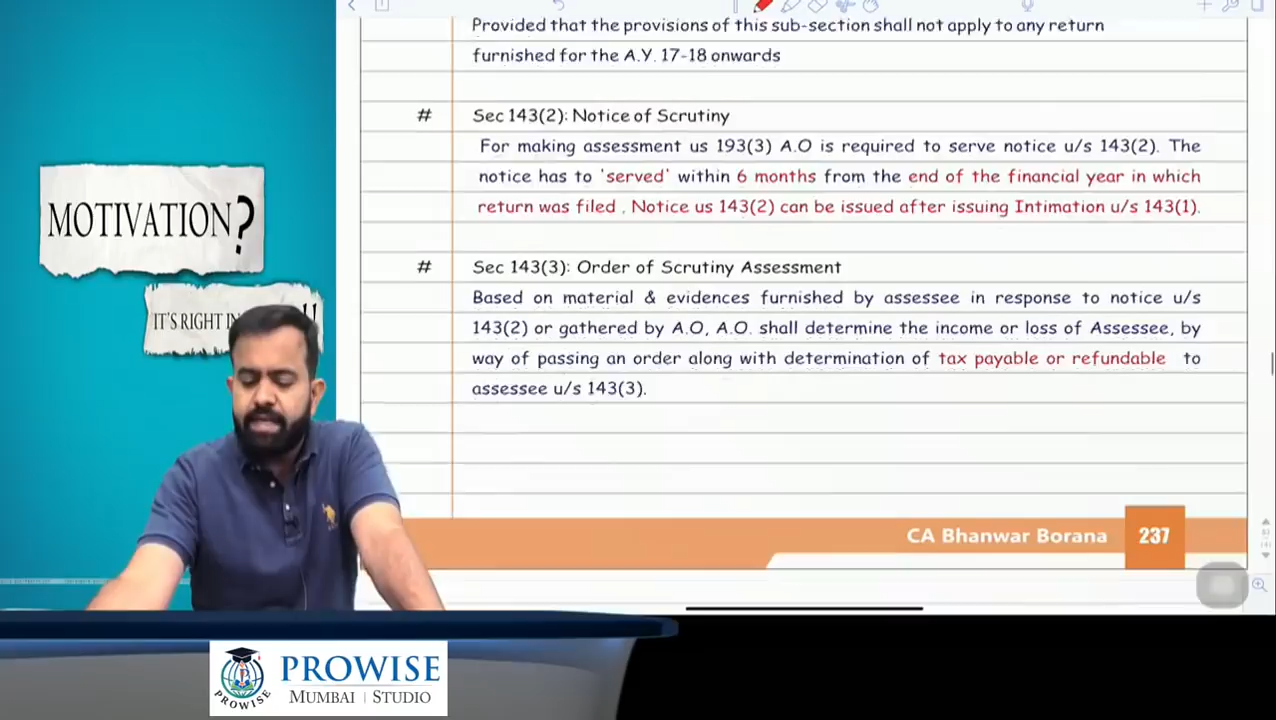 Provided that the provisions of this sub-section shall not apply to any return
furnished for the A.Y. 17-18 onwards
# Sec 143(2): Notice of Scrutiny
For making assessment us 193(3) A.O is required to serve notice u/s 143(2). The
notice has to 'served' within 6 months from the end of the financial year in which
return was filed . Notice us 143(2) can be issued after issuing Intimation u/s 143(1).
# Sec 143(3): Order of Scrutiny Assessment
Based on material & evidences furnished by assessee in response to notice u/s
143(2) or gathered by A.O, A.O. shall determine the income or loss of Assessee, by
way of passing an order along with determination of tax payable or refundable to
assessee u/s 143(3).
CA Bhanwar Borana 237
MOTIVATION?
IT'S RIGHT IN
PROWISE
PROWISE
MUMBAI | STUDIO